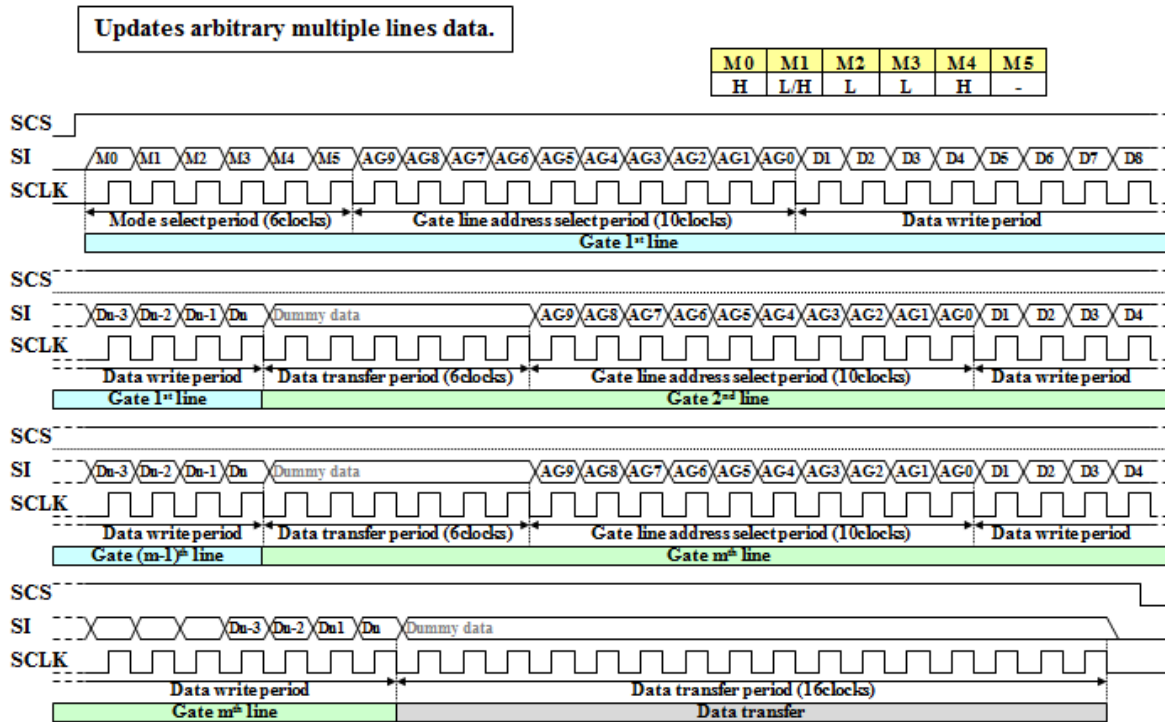 Updates arbitrary multiple lines data.
M0 M1 M2 M3 M4 M5
H L/H L L H -
SCS
SI M0 M1 M2 M3 M4 M5 AG9 AG8 AG7 AG6 AG5 AG4 AG3 AG2 AG1 AG0 D1 D2 D3 D4 D5 D6 D7 D8
SCLK
Mode select period (6clocks) Gate line address select period (10clocks) Data write period
Gate 1st line
SCS
SI Dn-3 Dn-2 Dn-1 Dn Dummy data AG9 AG8 AG7 AG6 AG5 AG4 AG3 AG2 AG1 AG0 D1 D2 D3 D4
SCLK
Data write period Data transfer period (6clocks) Gate line address select period (10clocks) Data write period
Gate 1st line Gate 2nd line
SCS
SI Dn-3 Dn-2 Dn-1 Dn Dummy data AG9 AG8 AG7 AG6 AG5 AG4 AG3 AG2 AG1 AG0 D1 D2 D3 D4
SCLK
Data write period Data transfer period (6clocks) Gate line address select period (10clocks) Data write period
Gate (m-1)th line Gate mth line
SCS
SI Dn-3 Dn-2 Dn1 Dn Dummy data
SCLK
Data write period Data transfer period (16clocks)
Gate mth line Data transfer